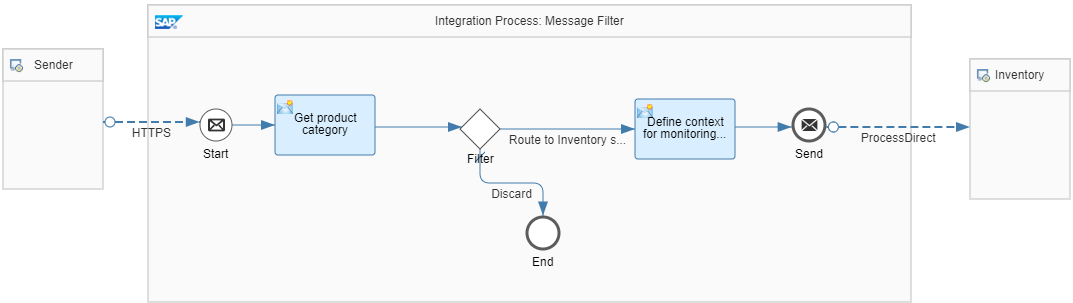 SAP
Integration Process: Message Filter
Sender
Inventory
HTTPS
Start
Get product
category
Filter
Route to Inventory s...
Define context
for monitoring...
Send
ProcessDirect
Discard
End